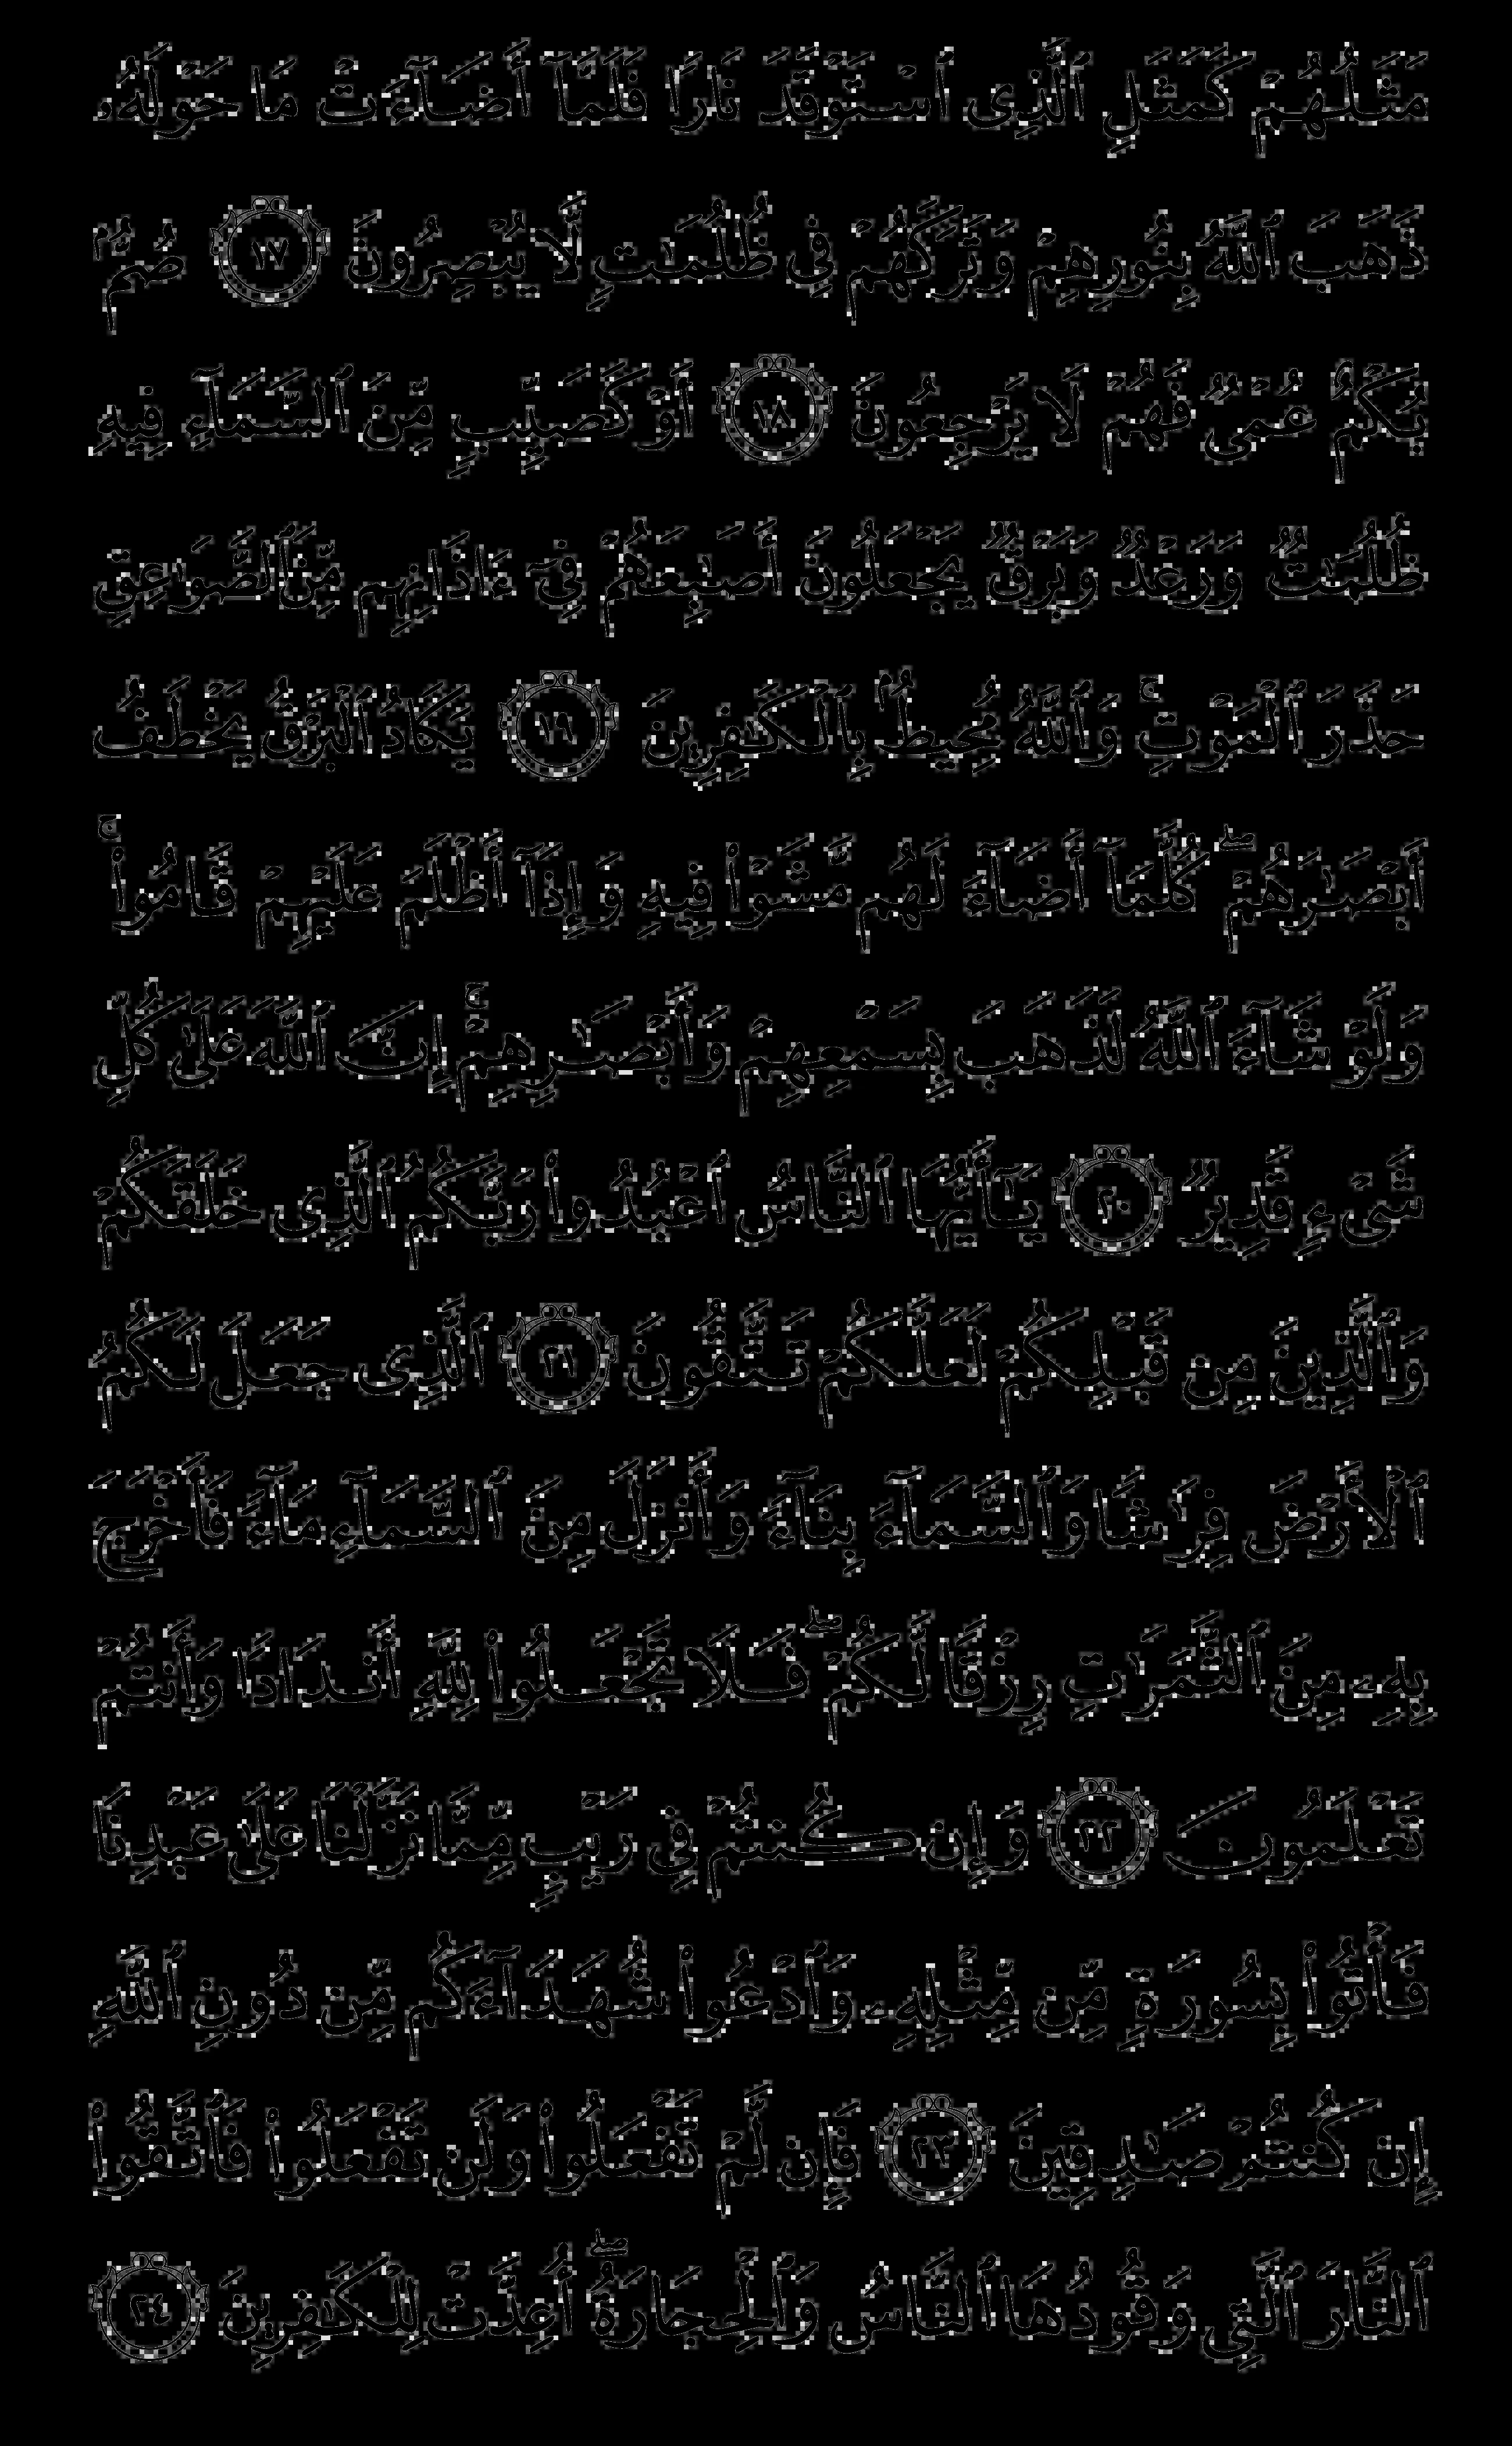 مَثَلُهُمْ كَمَثَلِ ٱلَّذِى ٱسْتَوْقَدَ نَارًا فَلَمَّآ أَضَآءَتْ مَا حَوْلَهُۥ
ذَهَبَ ٱللَّهُ بِنُورِهِمْ وَتَرَكَهُمْ فِى ظُلُمَٰتٍ لَّا يُبْصِرُونَ ١٧ صُمٌّۢ
بُكْمٌ عُمْىٌ فَهُمْ لَا يَرْجِعُونَ ١٨ أَوْ كَصَيِّبٍ مِّنَ ٱلسَّمَآءِ فِيهِ
ظُلُمَٰتٌ وَرَعْدٌ وَبَرْقٌ يَجْعَلُونَ أَصَٰبِعَهُمْ فِىٓ ءَاذَانِهِم مِّنَ ٱلصَّوَٰعِقِ
حَذَرَ ٱلْمَوْتِ ۚ وَٱللَّهُ مُحِيطٌۢ بِٱلْكَٰفِرِينَ ١٩ يَكَادُ ٱلْبَرْقُ يَخْطَفُ
أَبْصَٰرَهُمْ ۖ كُلَّمَآ أَضَآءَ لَهُم مَّشَوْا۟ فِيهِ وَإِذَآ أَظْلَمَ عَلَيْهِمْ قَامُوا۟ ۚ
وَلَوْ شَآءَ ٱللَّهُ لَذَهَبَ بِسَمْعِهِمْ وَأَبْصَٰرِهِمْ ۚ إِنَّ ٱللَّهَ عَلَىٰ كُلِّ
شَىْءٍ قَدِيرٌ ٢٠ يَٰٓأَيُّهَا ٱلنَّاسُ ٱعْبُدُوا۟ رَبَّكُمُ ٱلَّذِى خَلَقَكُمْ
وَٱلَّذِينَ مِن قَبْلِكُمْ لَعَلَّكُمْ تَتَّقُونَ ٢١ ٱلَّذِى جَعَلَ لَكُمُ
ٱلْأَرْضَ فِرَٰشًا وَٱلسَّمَآءَ بِنَآءً وَأَنزَلَ مِنَ ٱلسَّمَآءِ مَآءً فَأَخْرَجَ
بِهِۦ مِنَ ٱلثَّمَرَٰتِ رِزْقًا لَّكُمْ ۖ فَلَا تَجْعَلُوا۟ لِلَّهِ أَندَادًا وَأَنتُمْ
تَعْلَمُونَ ٢٢ وَإِن كُنتُمْ فِى رَيْبٍ مِّمَّا نَزَّلْنَا عَلَىٰ عَبْدِنَا
فَأْتُوا۟ بِسُورَةٍ مِّن مِّثْلِهِۦ وَٱدْعُوا۟ شُهَدَآءَكُم مِّن دُونِ ٱللَّهِ
إِن كُنتُمْ صَٰدِقِينَ ٢٣ فَإِن لَّمْ تَفْعَلُوا۟ وَلَن تَفْعَلُوا۟ فَٱتَّقُوا۟
ٱلنَّارَ ٱلَّتِى وَقُودُهَا ٱلنَّاسُ وَٱلْحِجَارَةُ ۖ أُعِدَّتْ لِلْكَٰفِرِينَ ٢٤